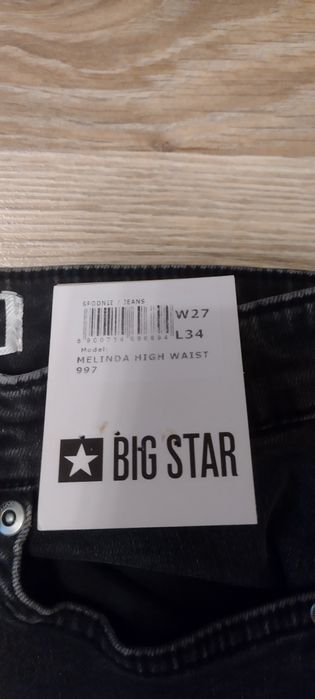 SPODNIE / JEANS
W27
L34
Model:
MELINDA HIGH WAIST
997
BIG STAR